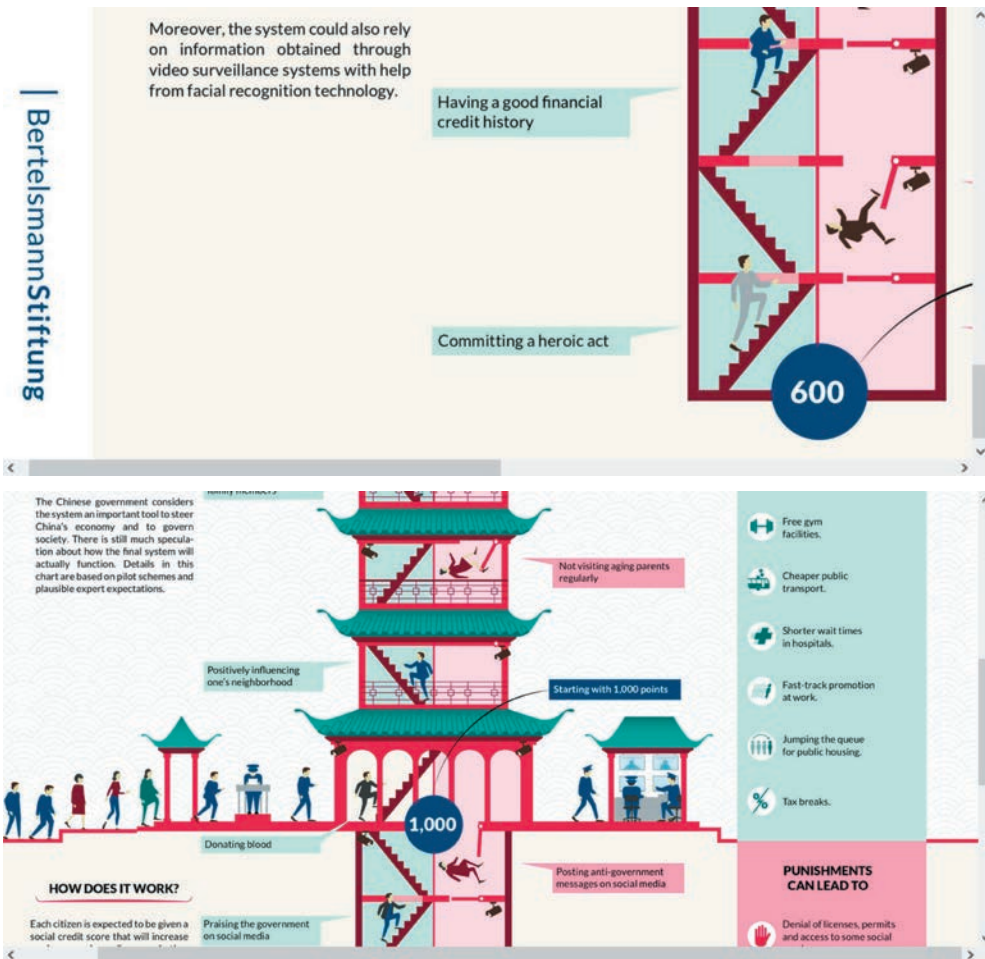 Moreover, the system could also rely
on information obtained through
video surveillance systems with help
from facial recognition technology.
Having a good financial
credit history
BertelsmannStiftung
Committing a heroic act
600
The Chinese government considers
the system an important tool to steer
China's economy and to govern
society. There is still much specula-
tion about how the final system will
actually function. Details in this
chart are based on pilot schemes and
plausible expert expectations.
family members
Not visiting aging parents
regularly
Positively influencing
one's neighborhood
Starting with 1,000 points
1,000
Donating blood
Posting anti-government
messages on social media
HOW DOES IT WORK?
Each citizen is expected to be given a
social credit score that will increase
Praising the government
on social media
Free gym
facilities.
Cheaper public
transport.
Shorter wait times
in hospitals.
Fast-track promotion
at work.
Jumping the queue
for public housing.
Tax breaks.
PUNISHMENTS
CAN LEAD TO
Denial of licenses, permits
and access to some social